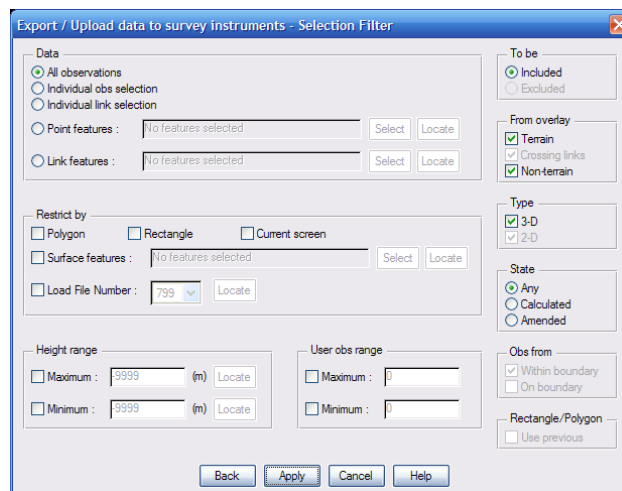 Export / Upload data to survey instruments - Selection Filter
Data
All observations
Individual obs selection
Individual link selection
Point features : No features selected Select Locate
Link features : No features selected Select Locate
Restrict by
Polygon Rectangle Current screen
Surface features : No features selected Select Locate
Load File Number : 799 Locate
Height range
Maximum : -9999 (m) Locate
Minimum : -9999 (m) Locate
User obs range
Maximum : 0
Minimum : 0
To be
Included
Excluded
From overlay
Terrain
Crossing links
Non-terrain
Type
3-D
2-D
State
Any
Calculated
Amended
Obs from
Within boundary
On boundary
Rectangle/Polygon
Use previous
Back Apply Cancel Help